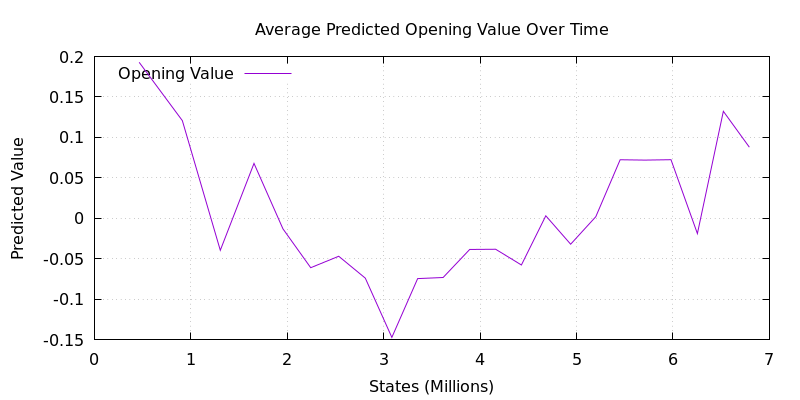 Average Predicted Opening Value Over Time
Predicted Value
0.2
0.15
0.1
0.05
0
-0.05
-0.1
-0.15
Opening Value
0 1 2 3 4 5 6 7
States (Millions)